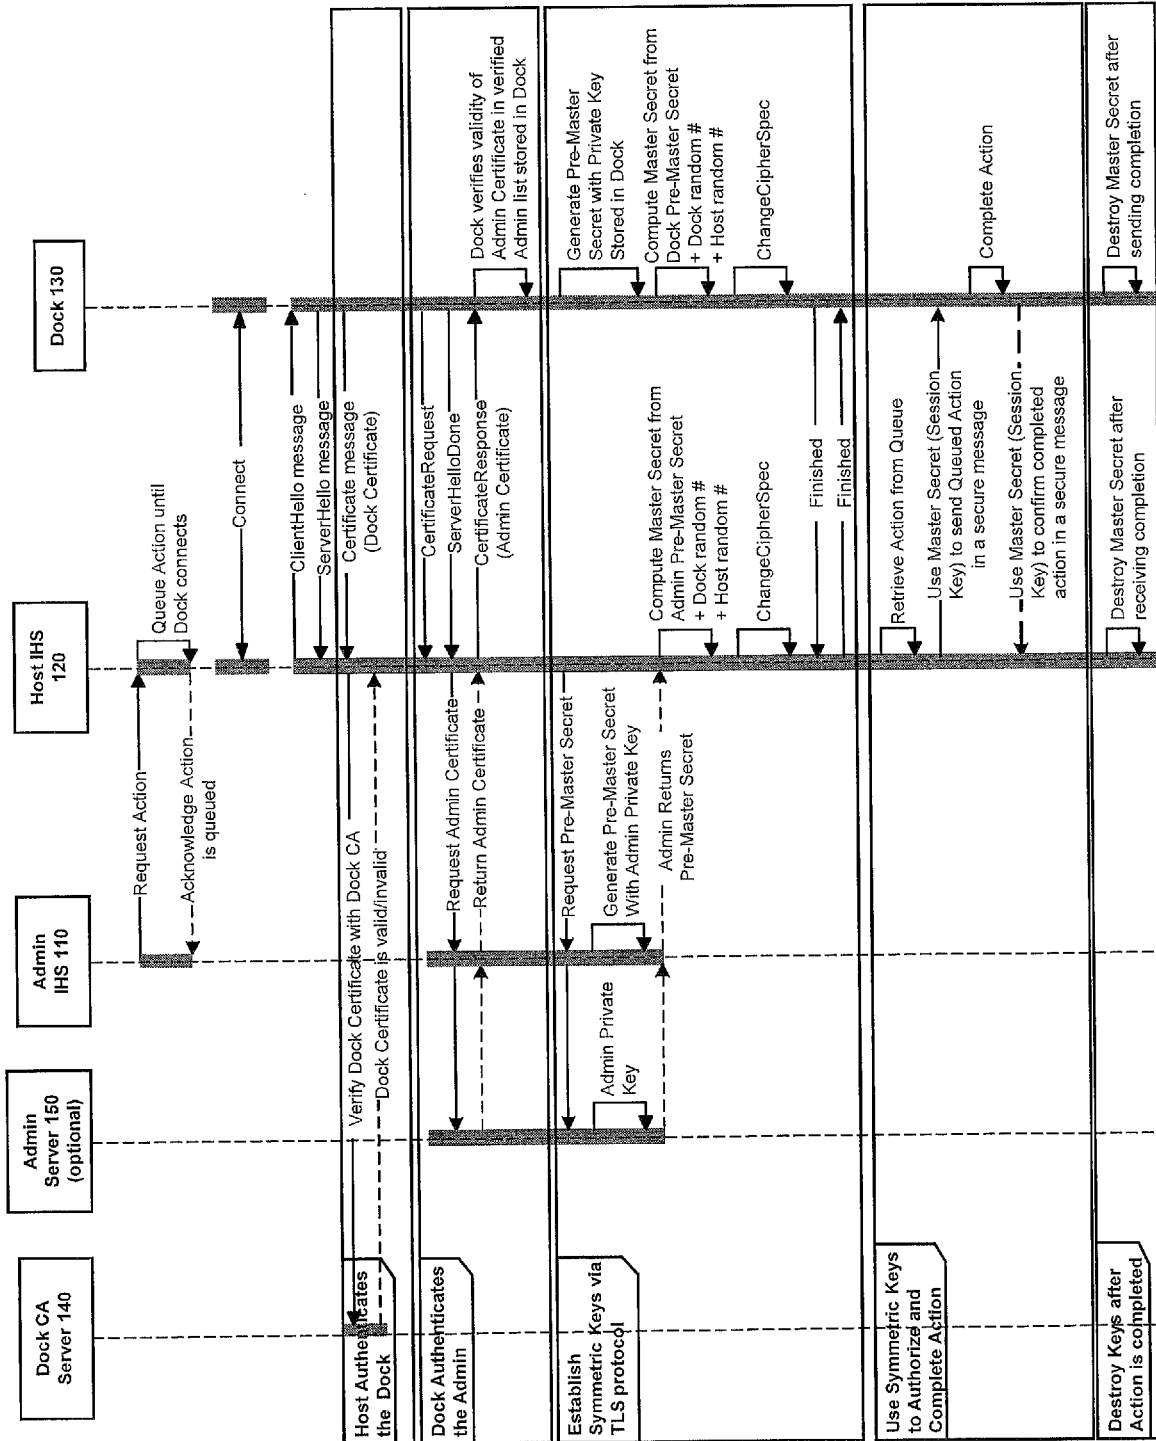 Dock CA
Server 140
Admin
Server 150
(optional)
Admin
IHS 110
Host IHS
120
Dock 130
Request Action
Queue Action until
Dock connects
Acknowledge Action
is queued
Connect
ClientHello message
ServerHello message
Host Authenticates
the Dock
Certificate message
(Dock Certificate)
Verify Dock Certificate with Dock CA
Dock Certificate is valid/invalid
Dock Authenticates
the Admin
CertificateRequest
ServerHelloDone
Request Admin Certificate
Return Admin Certificate
CertificateResponse
(Admin Certificate)
Dock verifies validity of
Admin Certificate in verified
Admin list stored in Dock
Establish
Symmetric Keys via
TLS protocol
Request Pre-Master Secret
Generate Pre-Master
Secret with Private Key
Stored in Dock
Admin Private
Key
Generate Pre-Master Secret
With Admin Private Key
Admin Returns
Pre-Master Secret
Compute Master Secret from
Admin Pre-Master Secret
+ Dock random #
+ Host random #
Compute Master Secret from
Dock Pre-Master Secret
+ Dock random #
+ Host random #
ChangeCipherSpec
ChangeCipherSpec
Finished
Finished
Use Symmetric Keys
to Authorize and
Complete Action
Retrieve Action from Queue
Use Master Secret (Session
Key) to send Queued Action
in a secure message
Complete Action
Use Master Secret (Session
Key) to confirm completed
action in a secure message
Destroy Keys after
Action is completed
Destroy Master Secret after
receiving completion
Destroy Master Secret after
sending completion